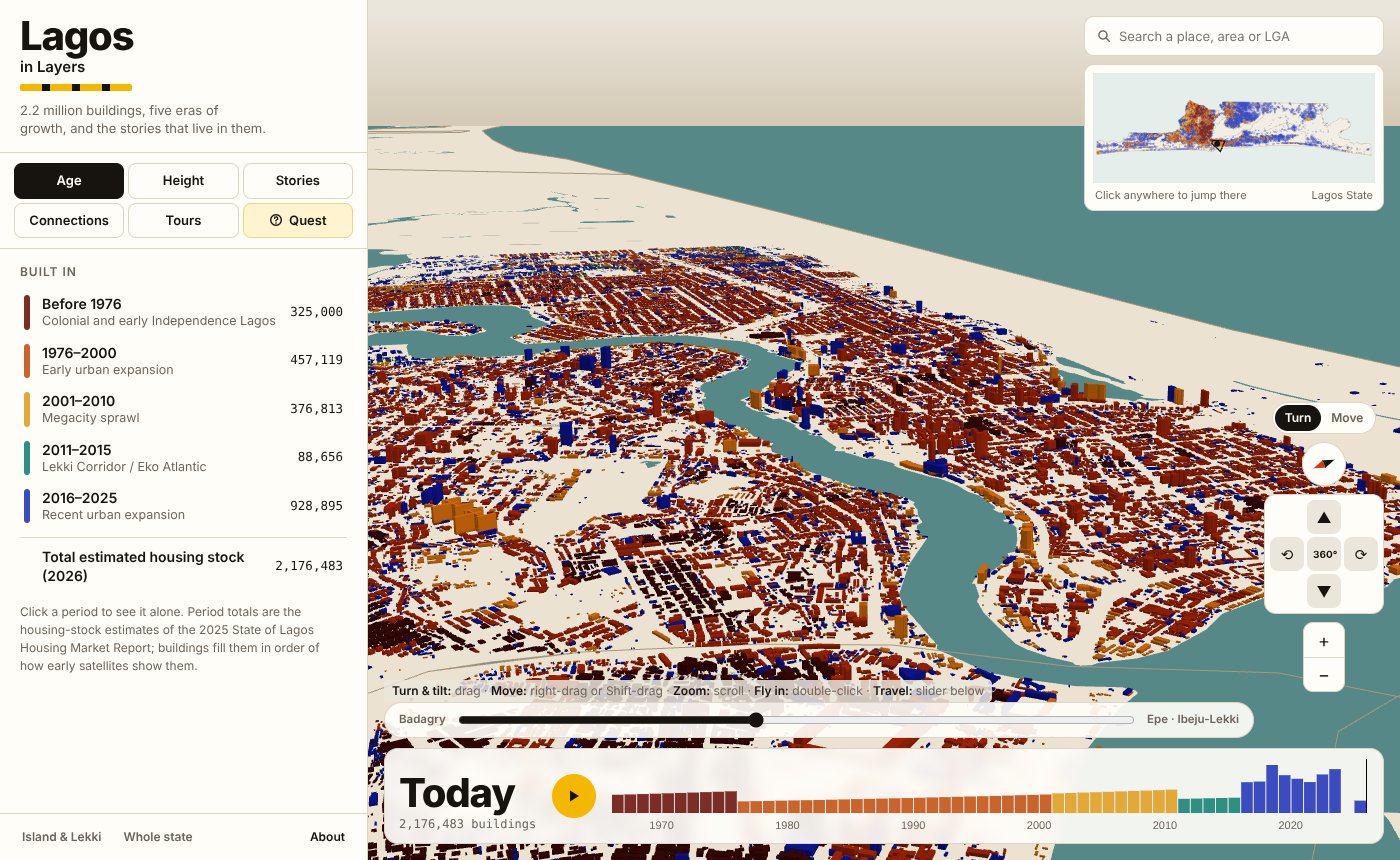 Lagos
in Layers
2.2 million buildings, five eras of
growth, and the stories that live in them.
Age
Height
Stories
Connections
Tours
Quest
BUILT IN
Before 1976
Colonial and early Independence Lagos
325,000
1976–2000
Early urban expansion
457,119
2001–2010
Megacity sprawl
376,813
2011–2015
Lekki Corridor / Eko Atlantic
88,656
2016–2025
Recent urban expansion
928,895
Total estimated housing stock
(2026)
2,176,483
Click a period to see it alone. Period totals are the
housing-stock estimates of the 2025 State of Lagos
Housing Market Report; buildings fill them in order of
how early satellites show them.
Island & Lekki
Whole state
About
Search a place, area or LGA
Click anywhere to jump there
Lagos State
Turn
Move
360°
+
−
Turn & tilt: drag · Move: right-drag or Shift-drag · Zoom: scroll · Fly in: double-click · Travel: slider below
Badagry
Epe · Ibeju-Lekki
Today
2,176,483 buildings
1970
1980
1990
2000
2010
2020